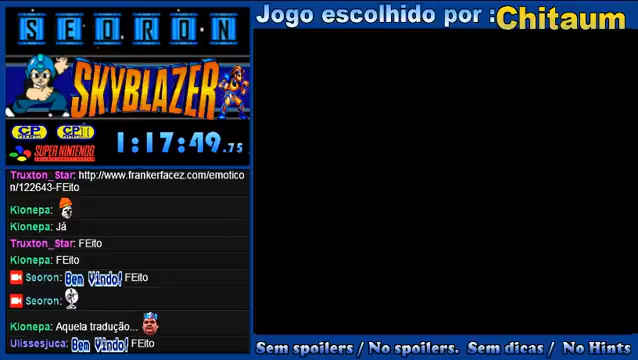 SEORON
Jogo escolhido por :Chitaum
SKYBLAZER
CP
CP II
SUPER NINTENDO
1:17:49.75
Truxton_Star: http://www.frankerfacez.com/emotico
n/122643-FEito
Klonepa:
Klonepa: Já
Truxton_Star: FEito
Klonepa: FEito
Seoron: Bem Vindo! FEito
Seoron:
Klonepa: Aquela tradução...
Ulissesjuca: Bem Vindo! FEito
Sem spoilers / No spoilers. Sem dicas / No Hints